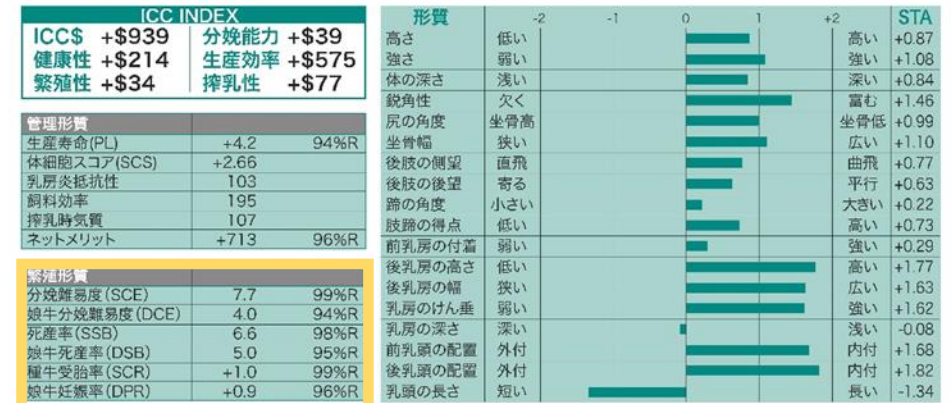 ICC INDEX
ICC$ +$939 分娩能力 +$39
健康性 +$214 生産効率 +$575
繁殖性 +$34 搾乳性 +$77
管理形質
生産寿命(PL) +4.2 94%R
体細胞スコア(SCS) +2.66
乳房炎抵抗性 103
飼料効率 195
搾乳時気質 107
ネットメリット +713 96%R
繁殖形質
分娩難易度(SCE) 7.7 99%R
娘牛分娩難易度(DCE) 4.0 94%R
死産率(SSB) 6.6 98%R
娘牛死産率(DSB) 5.0 95%R
種牛受胎率(SCR) +1.0 99%R
娘牛妊娠率(DPR) +0.9 96%R
形質 -2 -1 0 1 +2 STA
高さ 低い 高い +0.87
強さ 弱い 強い +1.08
体の深さ 浅い 深い +0.84
鋭角性 欠く 富む +1.46
尻の角度 坐骨高 坐骨低 +0.99
坐骨幅 狭い 広い +1.10
後肢の側望 直飛 曲飛 +0.77
後肢の後望 寄る 平行 +0.63
蹄の角度 小さい 大きい +0.22
肢蹄の得点 低い 高い +0.73
前乳房の付着 弱い 強い +0.29
後乳房の高さ 低い 高い +1.77
後乳房の幅 狭い 広い +1.63
乳房のけん垂 弱い 強い +1.62
乳房の深さ 深い 浅い -0.08
前乳頭の配置 外付 内付 +1.68
後乳頭の配置 外付 内付 +1.82
乳頭の長さ 短い 長い -1.34